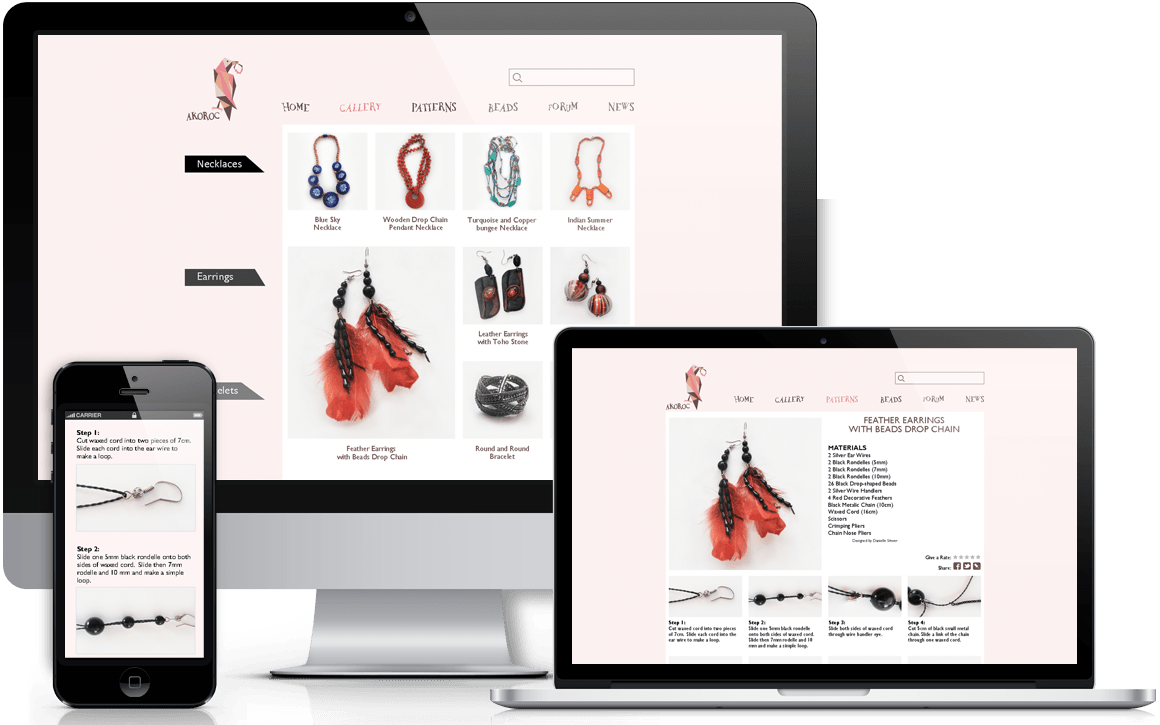 AKOROC
HOME GALLERY PATTERNS BEADS FORUM NEWS
Necklaces
Blue Sky
Necklace
Wooden Drop Chain
Pendant Necklace
Turquoise and Copper
bungee Necklace
Indian Summer
Necklace
Earrings
Leather Earrings
with Toho Stone
elets
Feather Earrings
with Beads Drop Chain
Round and Round
Bracelet
CARRIER
Step 1:
Cut waxed cord into two pieces of 7cm.
Slide each cord into the ear wire to
make a loop.
Step 2:
Slide one 5mm black rondelle onto both
sides of waxed cord. Slide then 7mm
rodelle and 10 mm and make a simple
loop.
AKOROC
HOME GALLERY PATTERNS BEADS FORUM NEWS
FEATHER EARRINGS
WITH BEADS DROP CHAIN
MATERIALS
2 Silver Ear Wires
2 Black Rondelles (5mm)
2 Black Rondelles (7mm)
2 Black Rondelles (10mm)
26 Black Drop-shaped Beads
2 Silver Wire Handlers
4 Red Decorative Feathers
Black Metalic Chain (10cm)
Waxed Cord (16cm)
Scissors
Crimping Pliers
Chain Nose Pliers
Give a Rate:
Share:
Step 1:
Cut waxed cord into two pieces
of 7cm. Slide each cord into the
ear wire to make a loop.
Step 2:
Slide one 5mm black rondelle
onto both sides of waxed cord.
Slide then 7mm rodelle and 10
mm and make a simple loop.
Step 3:
Slide both sides of waxed cord
through wire handler eye.
Step 4:
Cut 5cm of black small metal
chain. Slide a link of the chain
through one waxed cord.